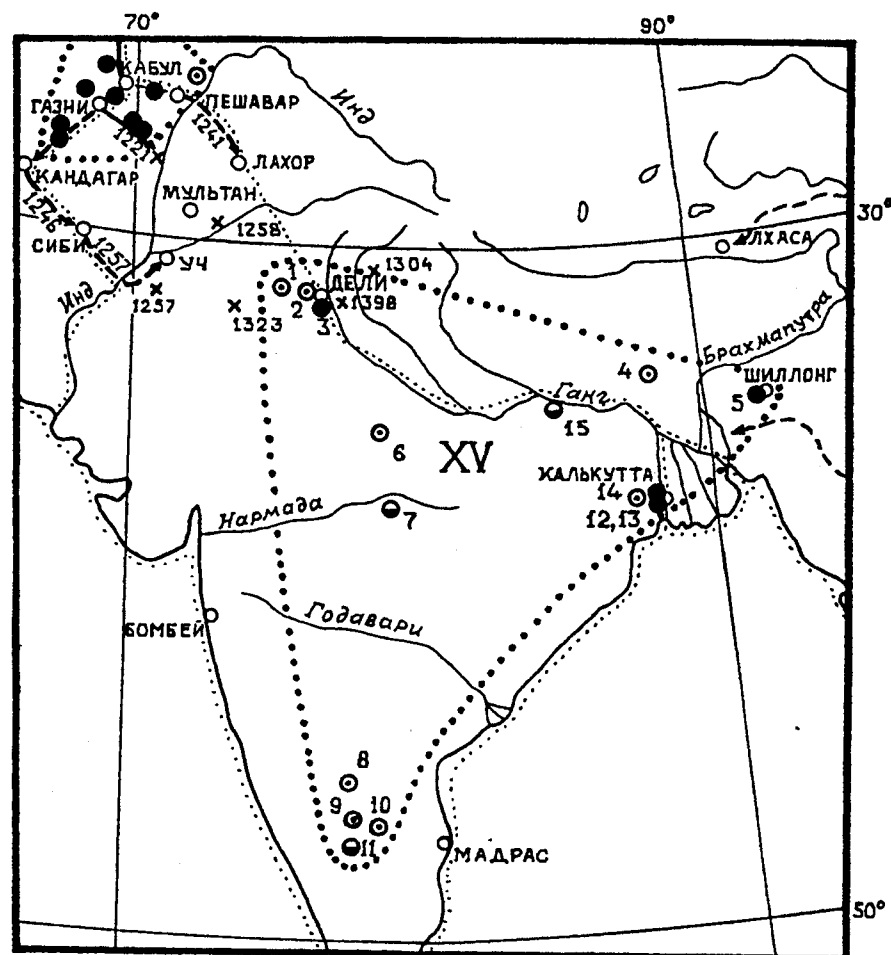 70°
90°
КАБУЛ
ГАЗНИ
ПЕШАВАР
Инд
1241
1221
ЛАХОР
КАНДАГАР
МУЛЬТАН
30°
1246
1258
СИБИ
1257
УЧ
ЛХАСА
Инд
1257
1304
1
ДЕЛИ
2
1398
1323
3
Брахмапутра
4
ШИЛЛОНГ
5
Ганг
15
6
XV
КАЛЬКУТТА
14
Нармада
7
12,13
Годавари
БОМБЕЙ
8
9
10
11
МАДРАС
50°